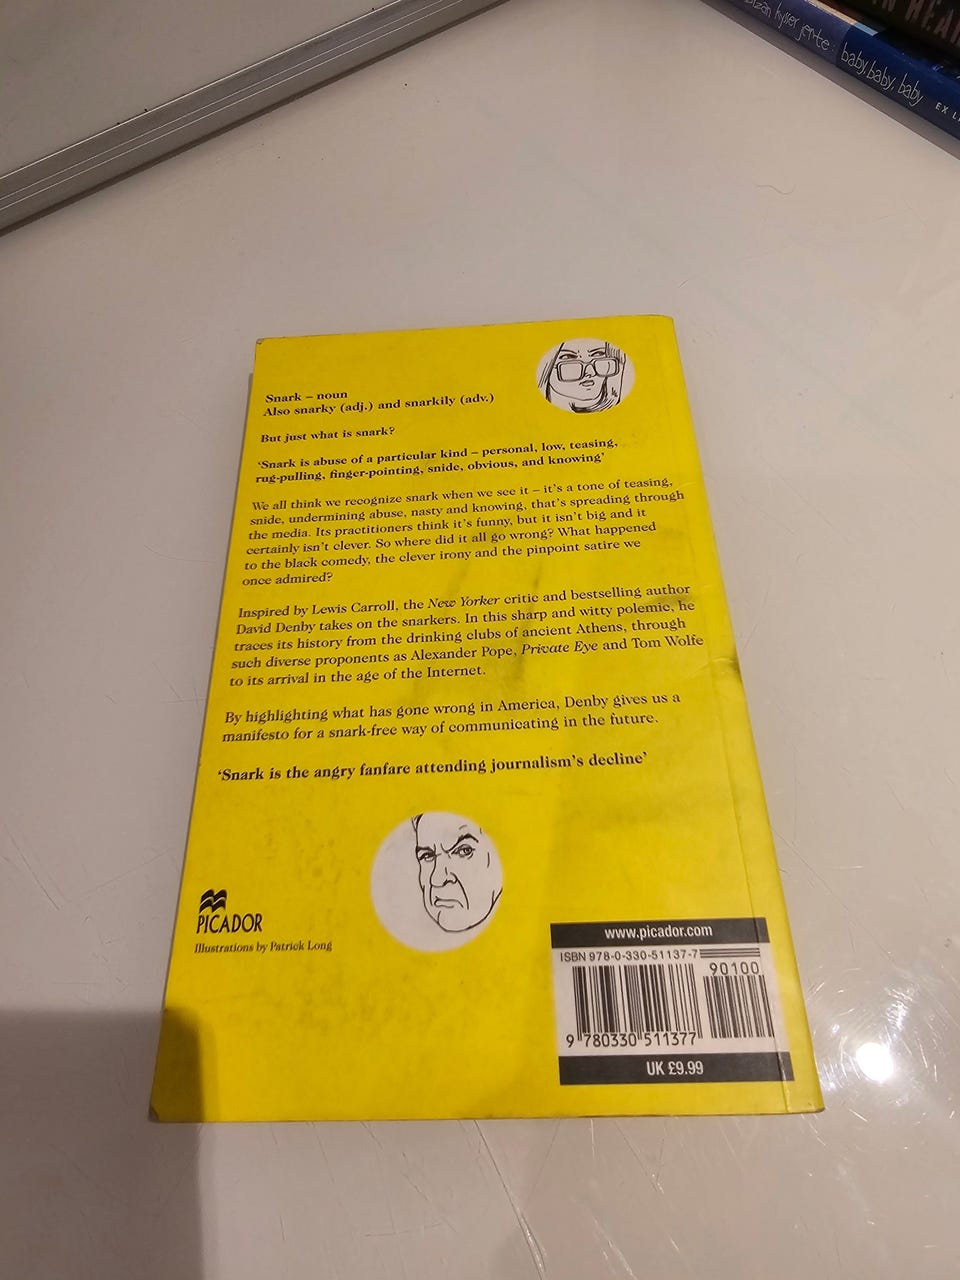 baby, baby, baby
Snark – noun
Also snarky (adj.) and snarkily (adv.)
But just what is snark?
‘Snark is abuse of a particular kind – personal, low, teasing,
rug-pulling, finger-pointing, snide, obvious, and knowing’
We all think we recognize snark when we see it – it’s a tone of teasing,
snide, undermining abuse, nasty and knowing, that’s spreading through
the media. Its practitioners think it’s funny, but it isn’t big and it
certainly isn’t clever. So where did it all go wrong? What happened
to the black comedy, the clever irony and the pinpoint satire we
once admired?
Inspired by Lewis Carroll, the New Yorker critic and bestselling author
David Denby takes on the snarkers. In this sharp and witty polemic, he
traces its history from the drinking clubs of ancient Athens, through
such diverse proponents as Alexander Pope, Private Eye and Tom Wolfe
to its arrival in the age of the Internet.
By highlighting what has gone wrong in America, Denby gives us a
manifesto for a snark-free way of communicating in the future.
‘Snark is the angry fanfare attending journalism’s decline’
PICADOR
Illustrations by Patrick Long
www.picador.com
ISBN 978-0-330-51137-7
90100
9 780330 511377
UK £9.99